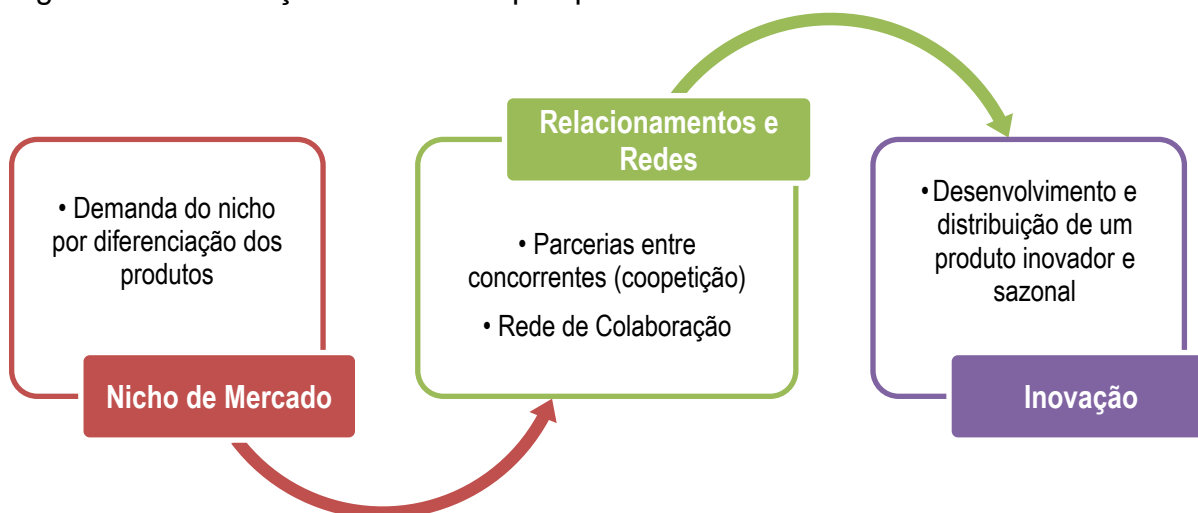 Nicho de Mercado
• Demanda do nicho
por diferenciação dos
produtos
Relacionamentos e
Redes
• Parcerias entre
concorrentes (coopetição)
• Rede de Colaboração
Inovação
• Desenvolvimento e
distribuição de um
produto inovador e
sazonal